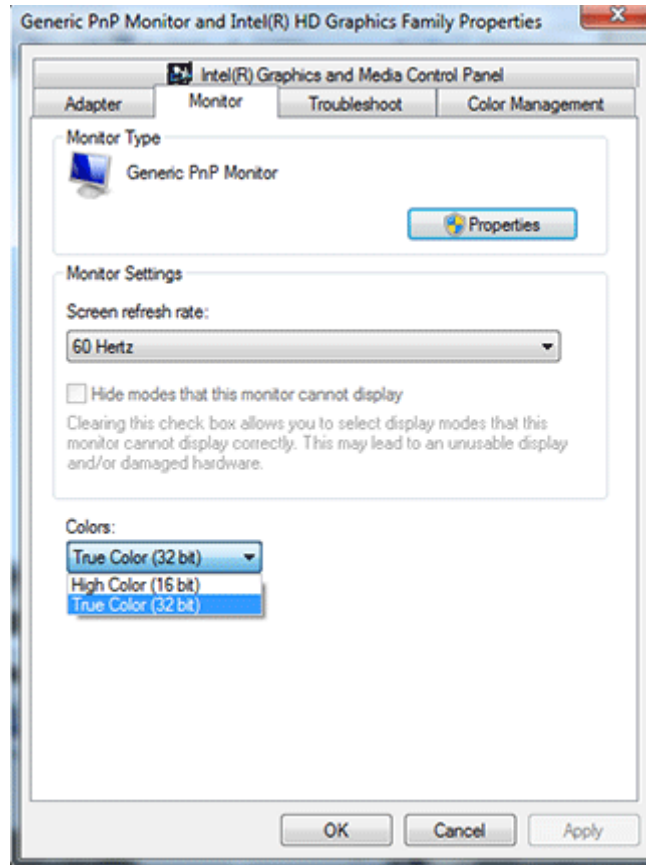 Generic PnP Monitor and Intel(R) HD Graphics Family Properties
Intel(R) Graphics and Media Control Panel
Adapter
Monitor
Troubleshoot
Color Management
Monitor Type
Generic PnP Monitor
Properties
Monitor Settings
Screen refresh rate:
60 Hertz
Hide modes that this monitor cannot display
Clearing this check box allows you to select display modes that this
monitor cannot display correctly. This may lead to an unusable display
and/or damaged hardware.
Colors:
True Color (32 bit)
High Color (16 bit)
True Color (32 bit)
OK
Cancel
Apply